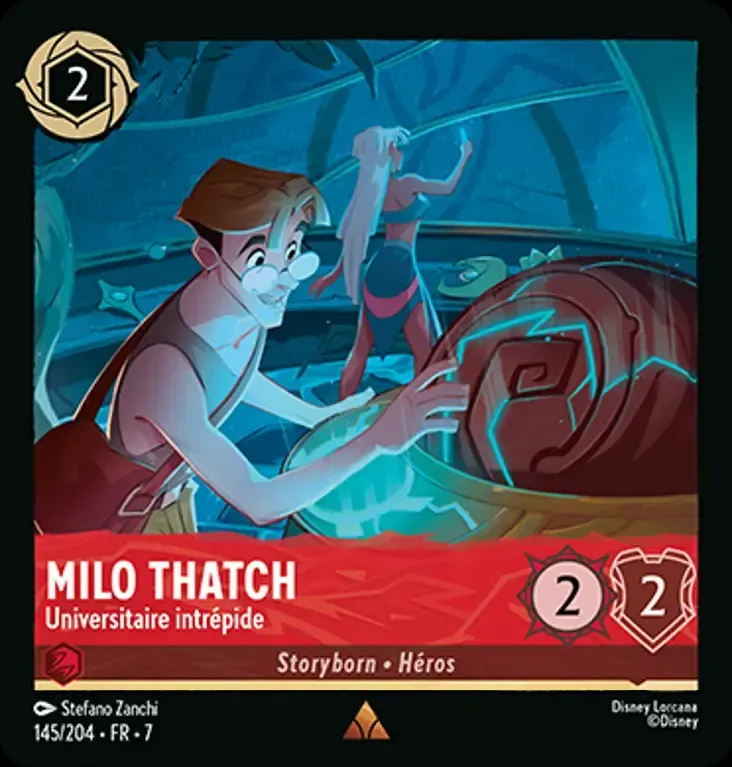 2
MILO THATCH
Universitaire intrépide
2
2
Storyborn • Héros
Stefano Zanchi
145/204 • FR • 7
Disney Lorcana
©Disney